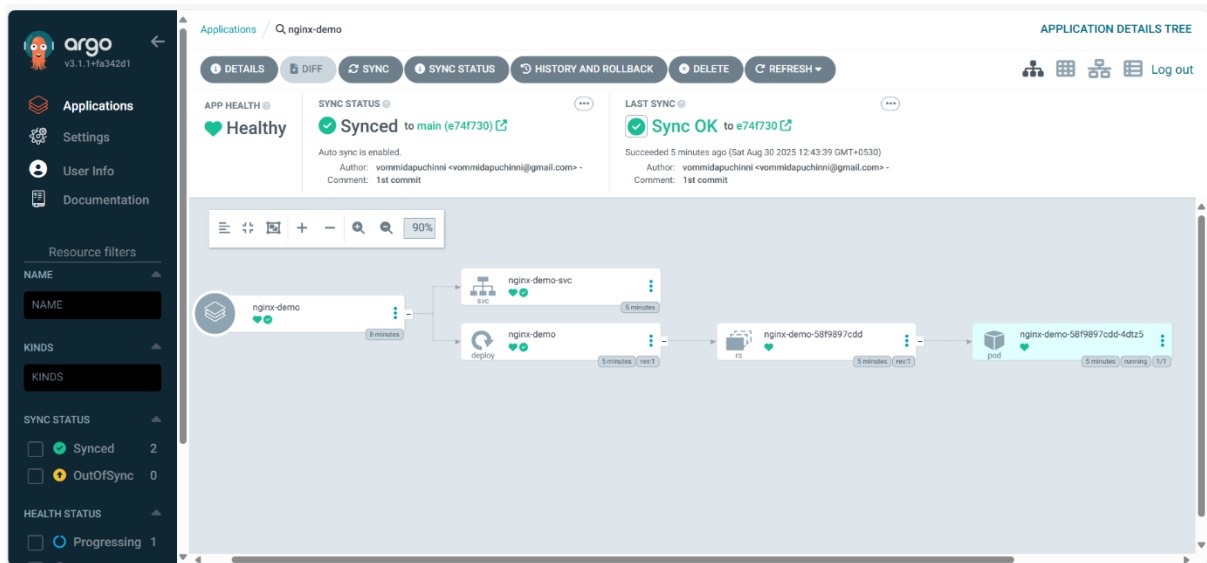 argo
v3.1.1+fa342d1
Applications
Settings
User Info
Documentation
Resource filters
NAME
NAME
KINDS
KINDS
SYNC STATUS
Synced 2
OutOfSync 0
HEALTH STATUS
Progressing 1
Applications / nginx-demo
APPLICATION DETAILS TREE
DETAILS DIFF SYNC SYNC STATUS HISTORY AND ROLLBACK DELETE REFRESH Log out
APP HEALTH
Healthy
SYNC STATUS
Synced to main (e74f730)
Auto sync is enabled.
Author: vommidapuchinni <vommidapuchinni@gmail.com> -
Comment: 1st commit
LAST SYNC
Sync OK to e74f730
Succeeded 5 minutes ago (Sat Aug 30 2025 12:43:39 GMT+0530)
Author: vommidapuchinni <vommidapuchinni@gmail.com> -
Comment: 1st commit
90%
nginx-demo
8 minutes
nginx-demo-svc
svc
5 minutes
nginx-demo
deploy
5 minutes rev:1
nginx-demo-58f9897cdd
rs
5 minutes rev:1
nginx-demo-58f9897cdd-4dtz5
pod
5 minutes running 1/1